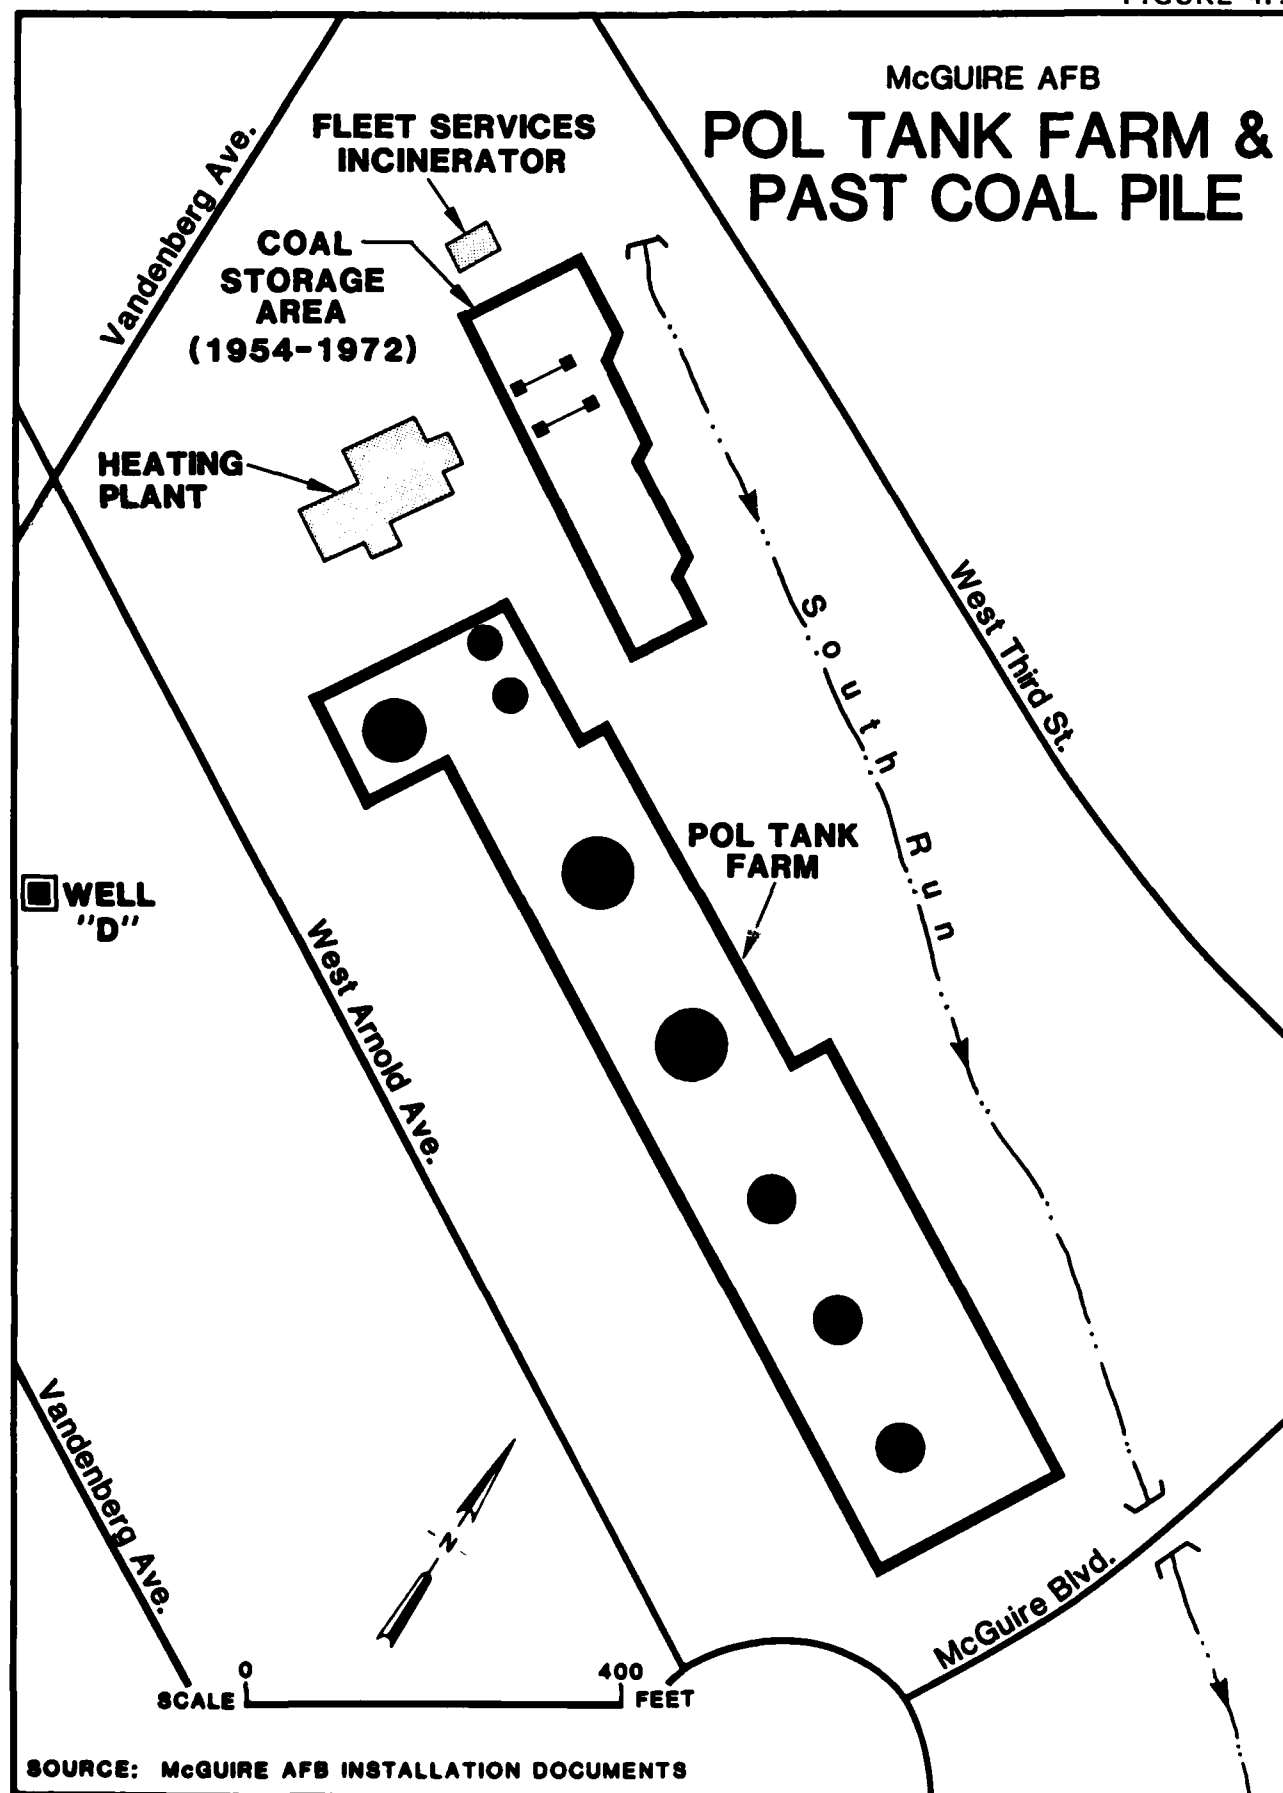 McGUIRE AFB
POL TANK FARM &
PAST COAL PILE
FLEET SERVICES
INCINERATOR
Vandenberg Ave.
COAL
STORAGE
AREA
(1954-1972)
HEATING
PLANT
West Third St.
South Run
POL TANK
FARM
WELL
"D"
West Arnold Ave.
Vandenberg Ave.
N
McGuire Blvd.
0 400
SCALE FEET
SOURCE: McGUIRE AFB INSTALLATION DOCUMENTS